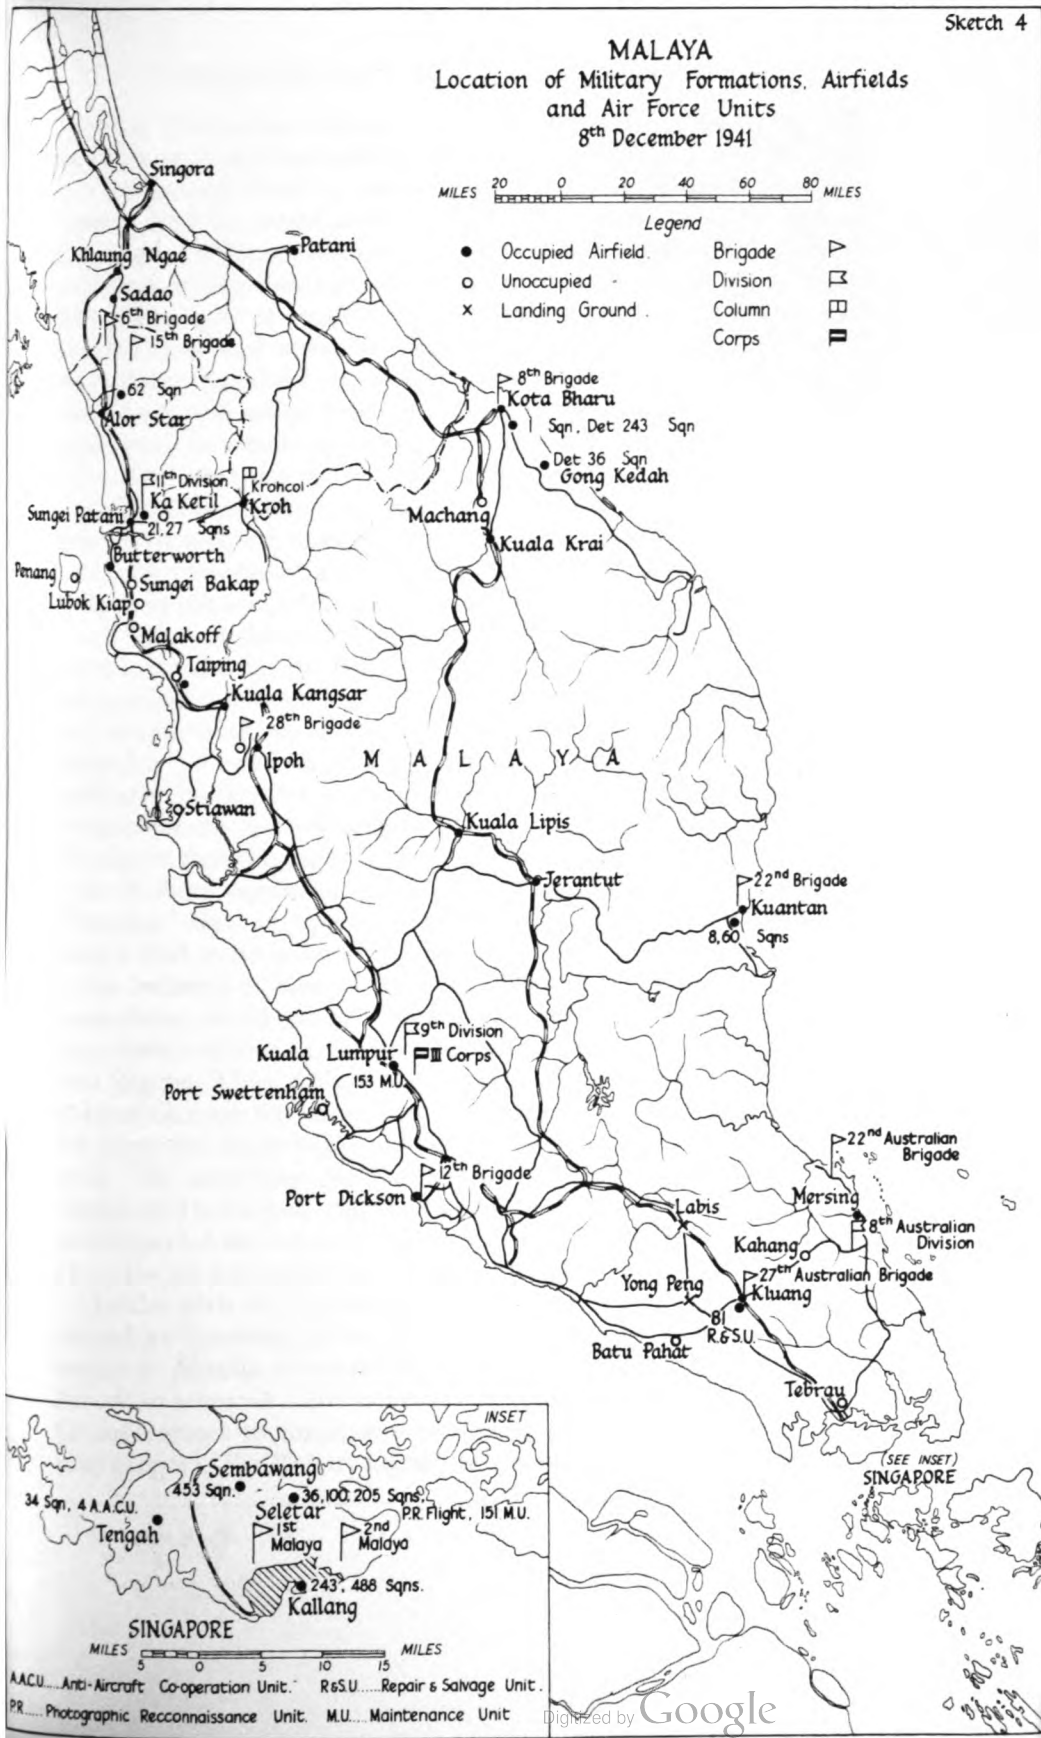 Sketch 4
MALAYA
Location of Military Formations, Airfields
and Air Force Units
8th December 1941
MILES 20 0 20 40 60 80 MILES
Legend
Occupied Airfield.
Unoccupied -
Landing Ground.
Brigade
Division
Column
Corps
Singora
Patani
Khlaung Ngae
Sadao
6th Brigade
15th Brigade
62 Sqn
Alor Star
8th Brigade
Kota Bharu
1 Sqn, Det 243 Sqn
Det 36 Sqn
Gong Kedah
11th Division
Krohcol
Ka Ketil
Kroh
Sungei Patani
21,27 Sqns
Machang
Kuala Krai
Butterworth
Penang
Sungei Bakap
Lubok Kiap
Malakoff
Taiping
Kuala Kangsar
28th Brigade
Ipoh
MALAYA
Stiawan
Kuala Lipis
Jerantut
22nd Brigade
Kuantan
8,60 Sqns
9th Division
Kuala Lumpur
III Corps
153 M.U.
Port Swettenham
12th Brigade
Port Dickson
22nd Australian
Brigade
Mersing
Labis
8th Australian
Division
Kahang
27th Australian Brigade
Yong Peng
Kluang
81
R.&S.U.
Batu Pahat
Tebrau
(SEE INSET)
SINGAPORE
INSET
Sembawang
453 Sqn.
36,100,205 Sqns,
34 Sqn, 4 A.A.C.U.
Seletar
P.R. Flight, 151 M.U.
Tengah
1st
Malaya
2nd
Malaya
243, 488 Sqns.
Kallang
SINGAPORE
MILES MILES
5 0 5 10 15
A.A.C.U.....Anti-Aircraft Co-operation Unit. R&S.U.....Repair & Salvage Unit.
P.R.....Photographic Recconnaissance Unit. M.U.....Maintenance Unit
Digitized by Google